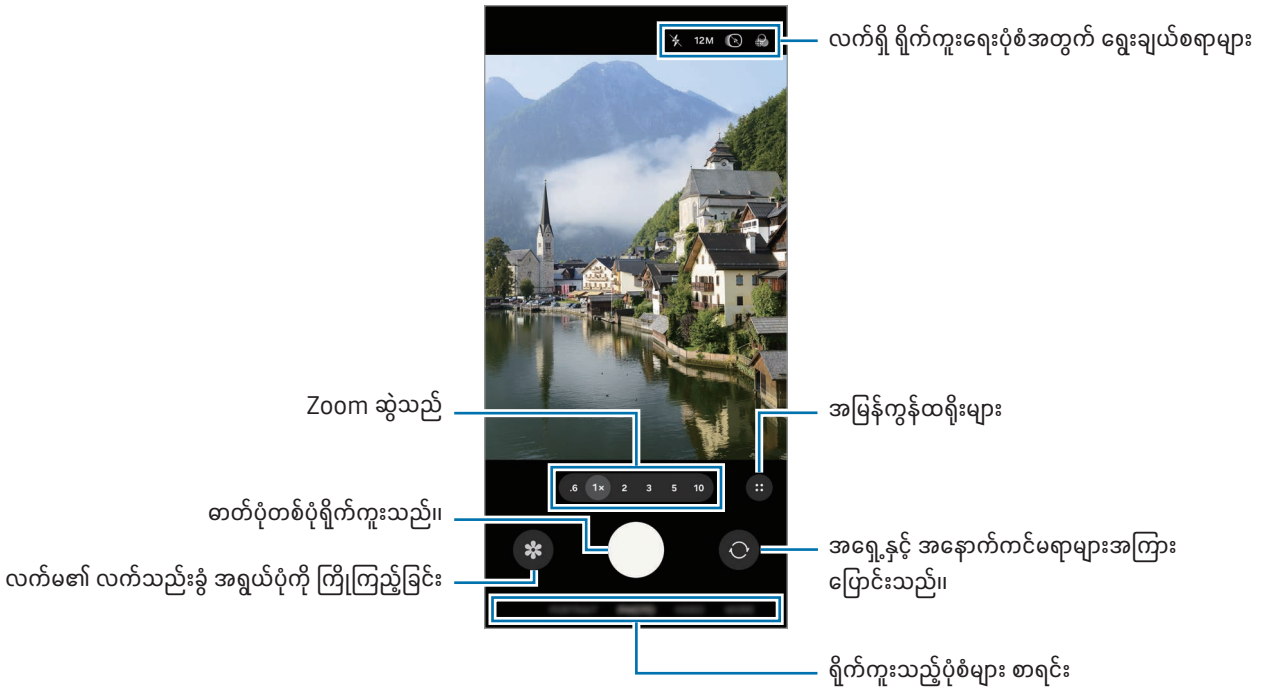 လက်ရှိ ရိုက်ကူးရေးပုံစံအတွက် ရွေးချယ်စရာများ
12M
Zoom ဆွဲသည်
အမြန်ကွန်ထရိုးများ
.6 1× 2 3 5 10
ဓာတ်ပုံတစ်ပုံရိုက်ကူးသည်။
အရှေ့နှင့် အနောက်ကင်မရာများအကြား
ပြောင်းသည်။
လက်မ၏ လက်သည်းခွံ အရွယ်ပုံကို ကြိုကြည့်ခြင်း
ရိုက်ကူးသည့်ပုံစံများ စာရင်း